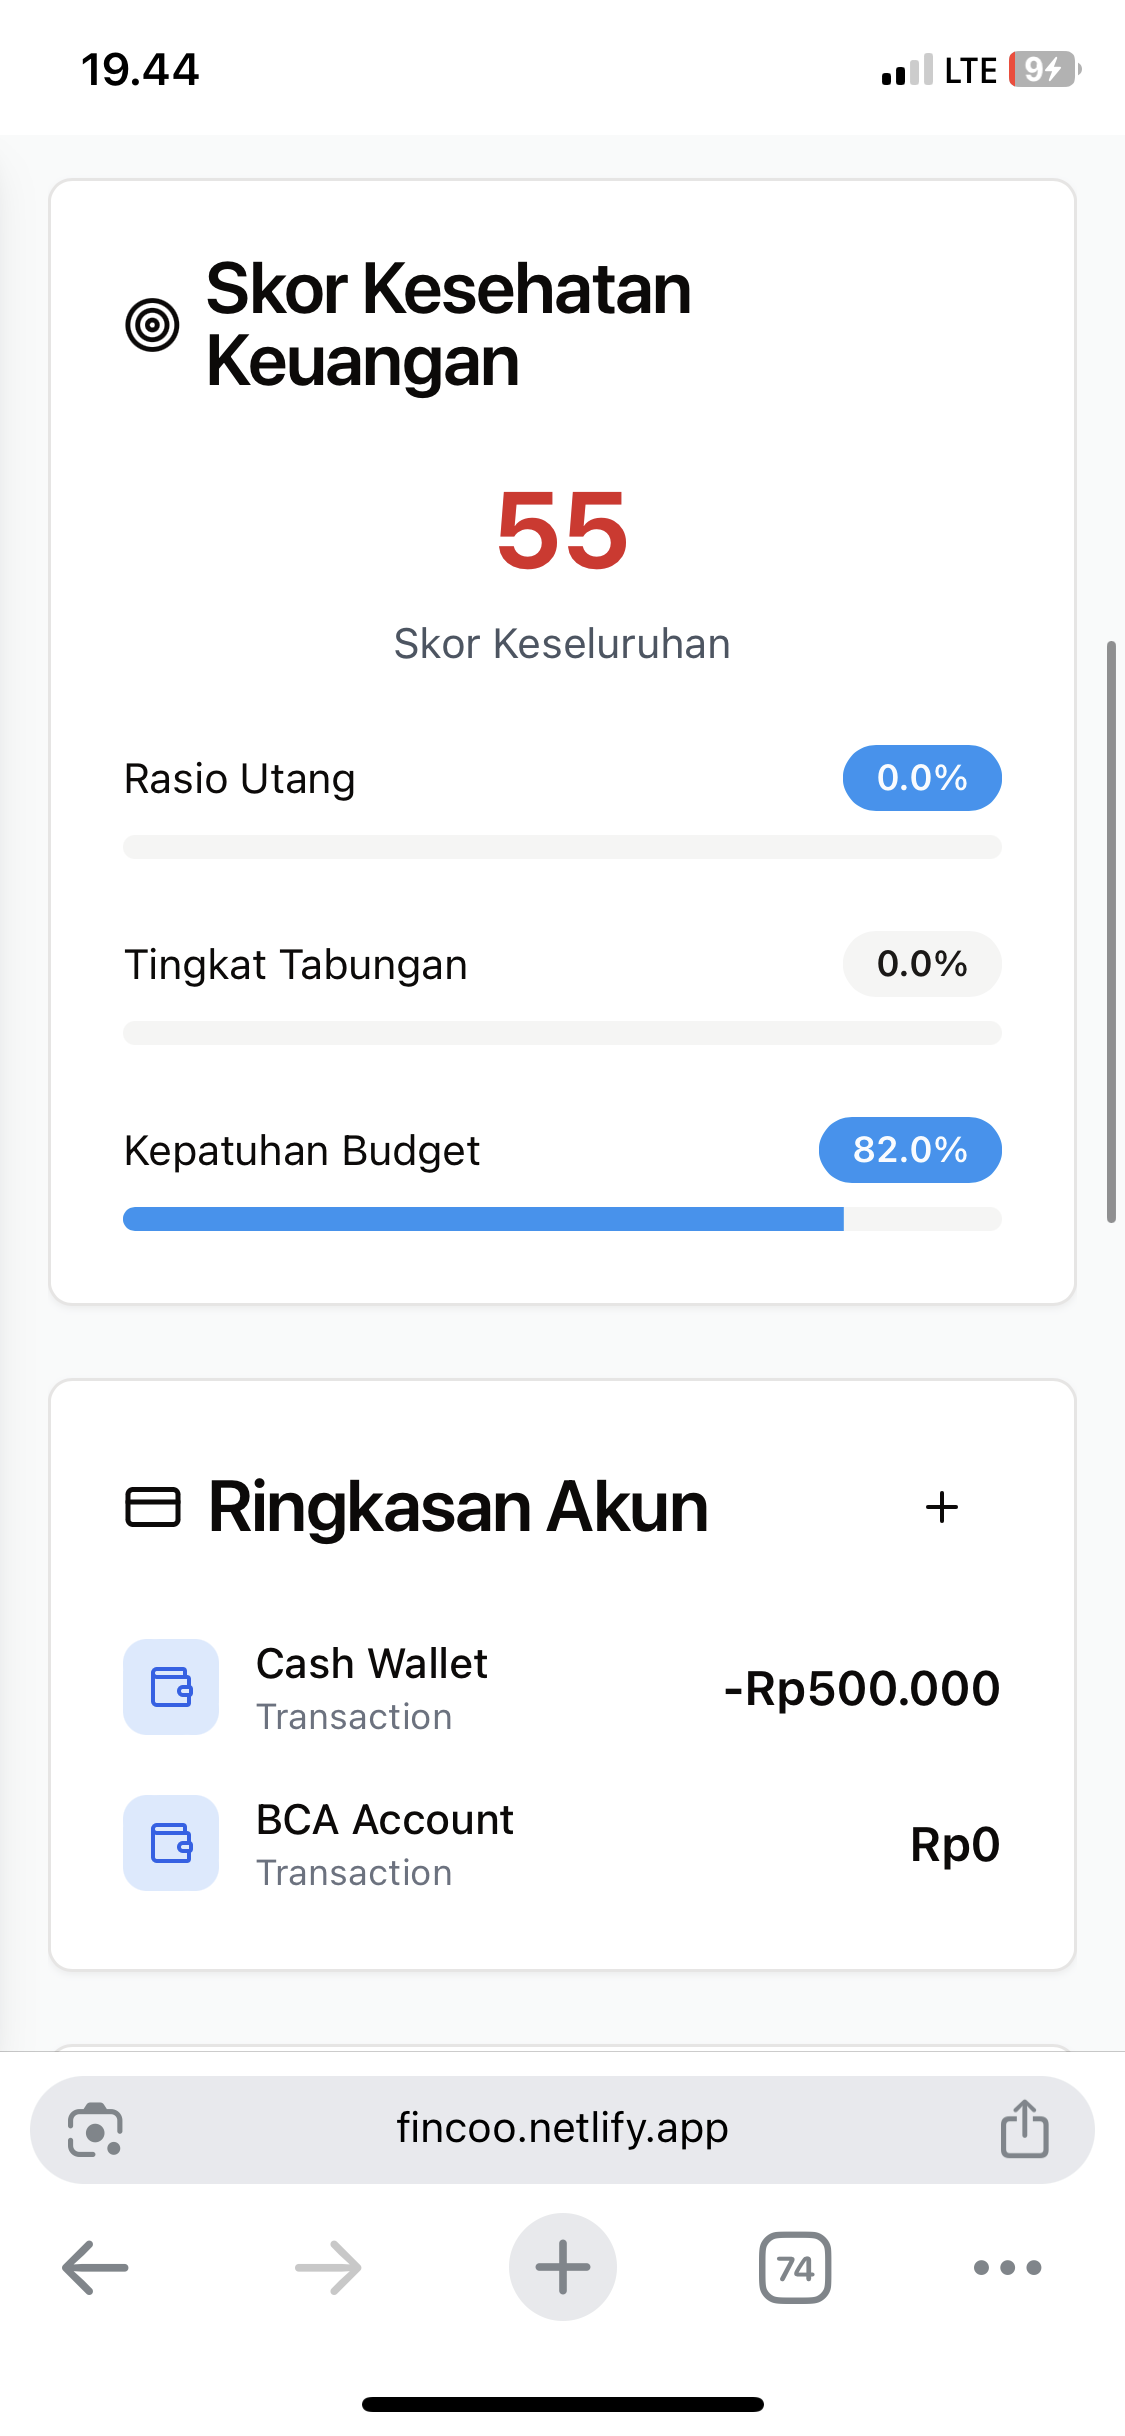 19.44
LTE
9
Skor Kesehatan
Keuangan
55
Skor Keseluruhan
Rasio Utang
0.0%
Tingkat Tabungan
0.0%
Kepatuhan Budget
82.0%
Ringkasan Akun
+
Cash Wallet
Transaction
-Rp500.000
BCA Account
Transaction
Rp0
fincoo.netlify.app
74